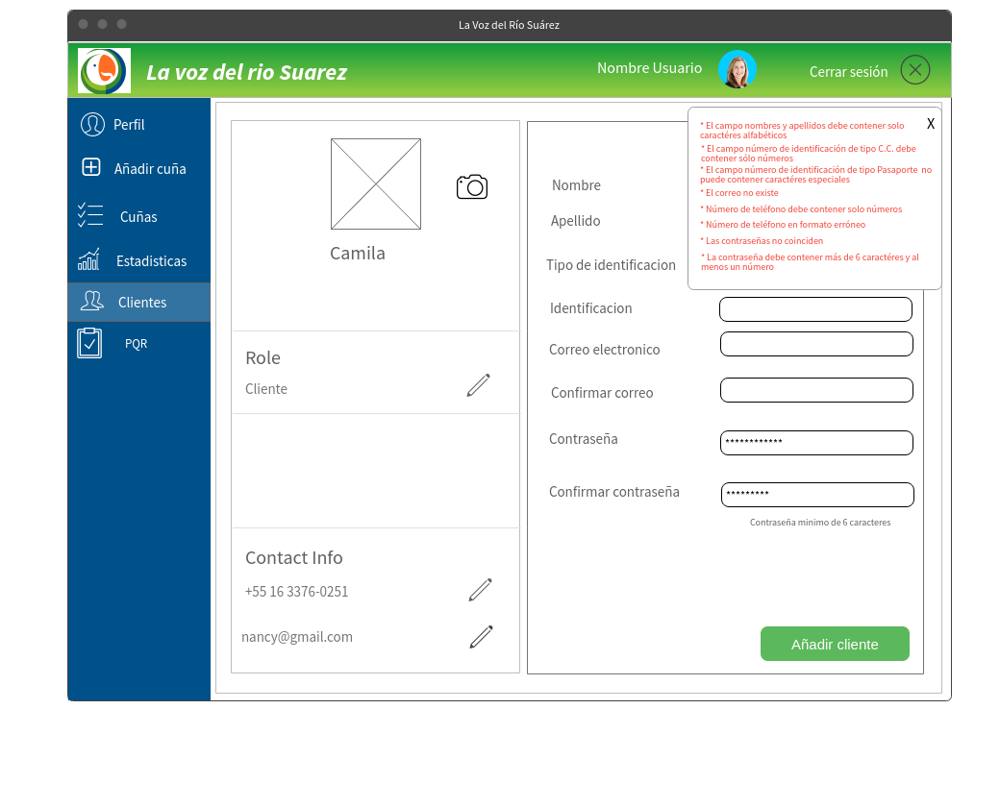 La Voz del Río Suárez
La voz del rio Suarez
Nombre Usuario
Cerrar sesión
Perfil
Añadir cuña
Cuñas
Estadisticas
Clientes
PQR
Camila
Role
Cliente
Contact Info
+55 16 3376-0251
nancy@gmail.com
X
* El campo nombres y apellidos debe contener solo
caractéres alfabéticos
* El campo número de identificación de tipo C.C. debe
contener sólo números
* El campo número de identificación de tipo Pasaporte no
puede contener caractéres especiales
* El correo no existe
* Número de teléfono debe contener solo números
* Número de teléfono en formato erróneo
* Las contraseñas no coinciden
* La contraseña debe contener más de 6 caractéres y al
menos un número
Nombre
Apellido
Tipo de identificacion
Identificacion
Correo electronico
Confirmar correo
Contraseña
************
Confirmar contraseña
*********
Contraseña minimo de 6 caracteres
Añadir cliente